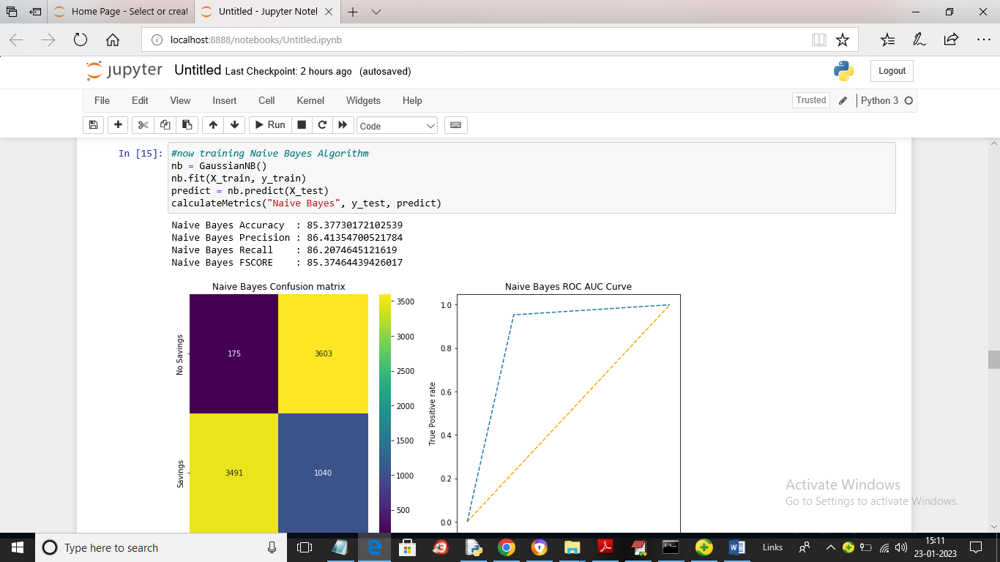 Home Page - Select or creat
Untitled - Jupyter Notel
localhost:8888/notebooks/Untitled.ipynb
jupyter Untitled Last Checkpoint: 2 hours ago (autosaved)
Logout
File Edit View Insert Cell Kernel Widgets Help
Trusted Python 3
Run Code
In [15]: #now training Naive Bayes Algorithm
nb = GaussianNB()
nb.fit(X_train, y_train)
predict = nb.predict(X_test)
calculateMetrics("Naive Bayes", y_test, predict)
Naive Bayes Accuracy : 85.37730172102539
Naive Bayes Precision : 86.41354700521784
Naive Bayes Recall : 86.2074645121619
Naive Bayes FSCORE : 85.37464439426017
Naive Bayes Confusion matrix
No Savings
Savings
175 3603
3491 1040
3500
3000
2500
2000
1500
1000
500
Naive Bayes ROC AUC Curve
True Positive rate
1.0
0.8
0.6
0.4
0.2
0.0
Activate Windows
Go to Settings to activate Windows.
Type here to search
Links
15:11
23-01-2023